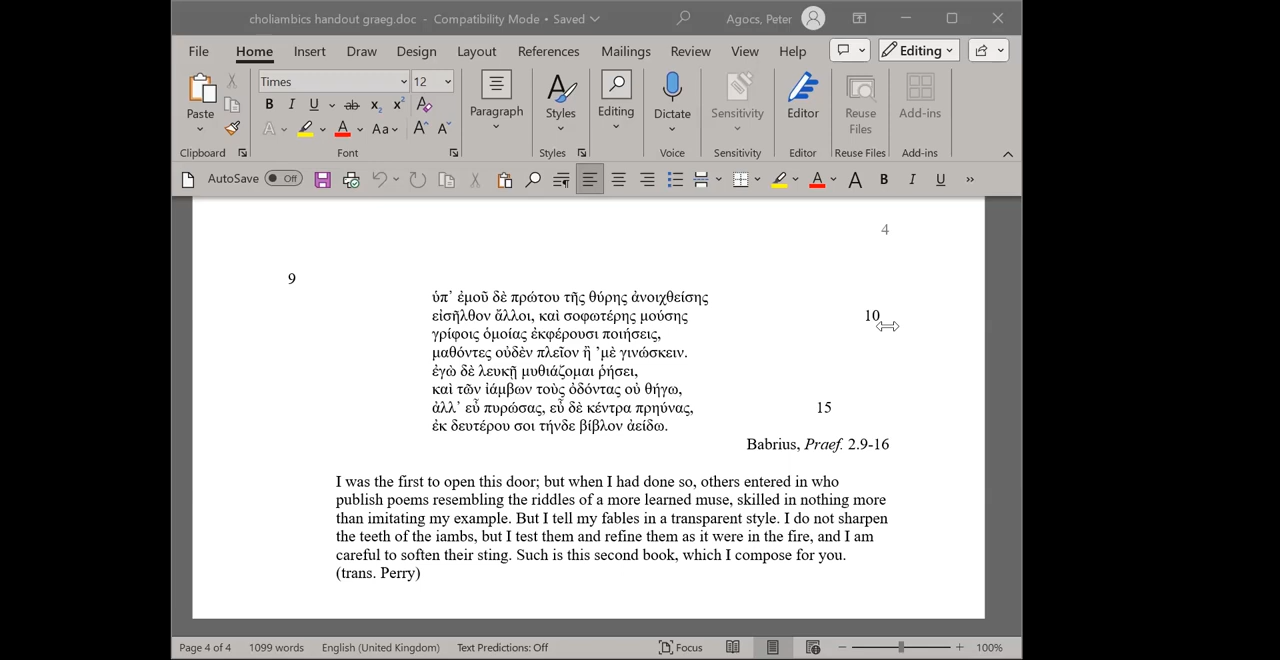 choliambics handout graeg.doc - Compatibility Mode • Saved
Agocs, Peter
File Home Insert Draw Design Layout References Mailings Review View Help Editing
Times 12
Paste Paragraph Styles Editing Dictate Sensitivity Editor Reuse Files Add-ins
Clipboard Font Styles Voice Sensitivity Editor Reuse Files Add-ins
AutoSave Off
4
9
ὑπ’ ἐμοῦ δὲ πρώτου τῆς θύρης ἀνοιχθείσης
εἰσῆλθον ἄλλοι, καὶ σοφωτέρης μούσης 10
γρίφοις ὁμοίας ἐκφέρουσι ποιήσεις,
μαθόντες οὐδὲν πλεῖον ἢ ’μὲ γινώσκειν.
ἐγὼ δὲ λευκῇ μυθιάζομαι ῥήσει,
καὶ τῶν ἰάμβων τοὺς ὀδόντας οὐ θήγω,
ἀλλ’ εὖ πυρώσας, εὖ δὲ κέντρα πρηύνας, 15
ἐκ δευτέρου σοι τήνδε βίβλον ἀείδω.
Babrius, Praef. 2.9-16
I was the first to open this door; but when I had done so, others entered in who
publish poems resembling the riddles of a more learned muse, skilled in nothing more
than imitating my example. But I tell my fables in a transparent style. I do not sharpen
the teeth of the iambs, but I test them and refine them as it were in the fire, and I am
careful to soften their sting. Such is this second book, which I compose for you.
(trans. Perry)
Page 4 of 4 1099 words English (United Kingdom) Text Predictions: Off Focus 100%